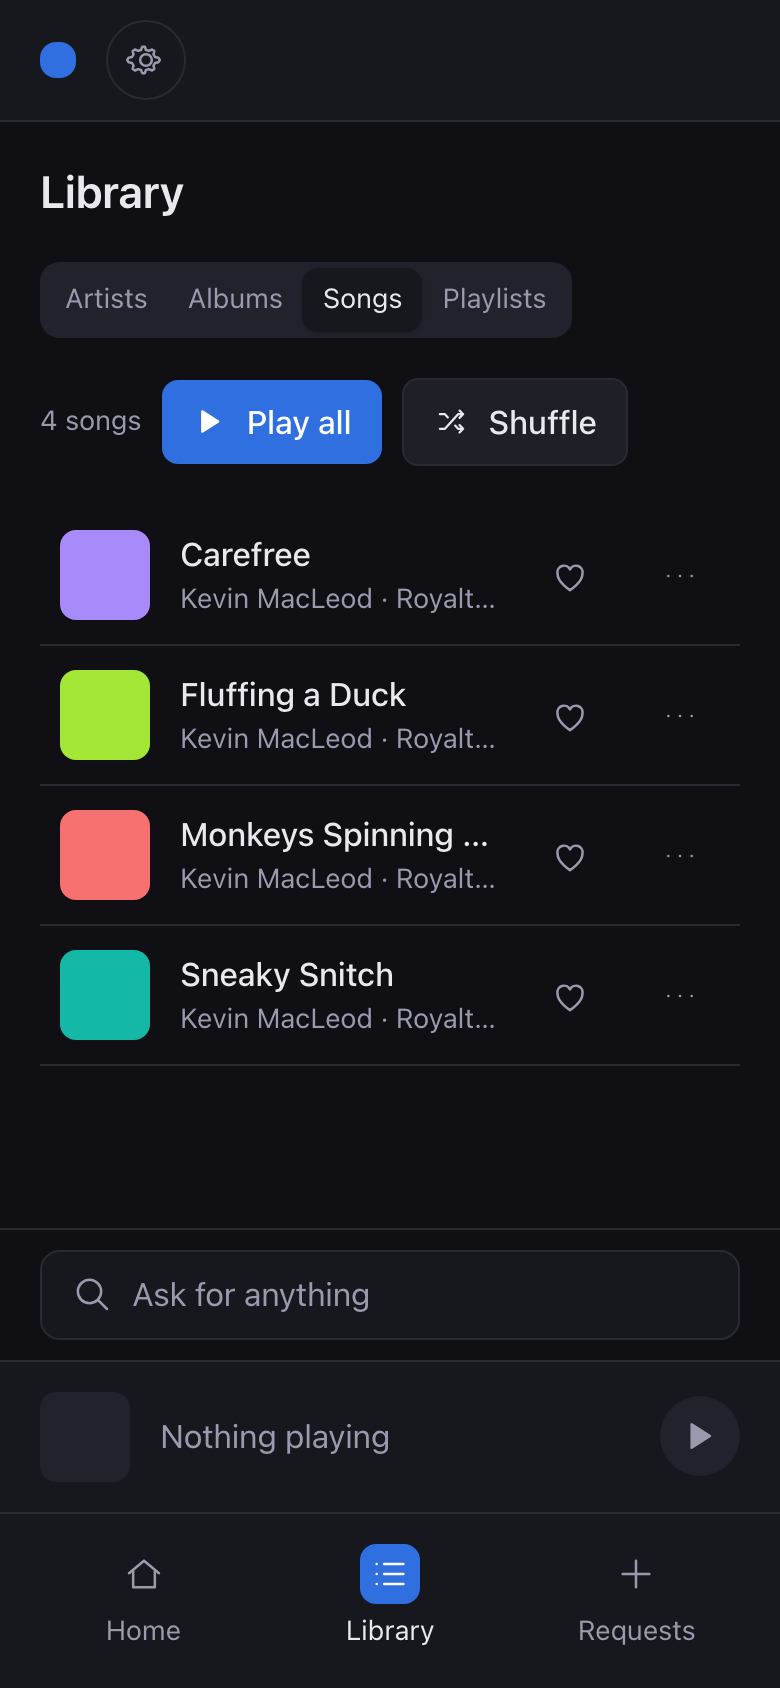 Library
Artists Albums Songs Playlists
4 songs Play all Shuffle
Carefree
Kevin MacLeod · Royalt...
Fluffing a Duck
Kevin MacLeod · Royalt...
Monkeys Spinning ...
Kevin MacLeod · Royalt...
Sneaky Snitch
Kevin MacLeod · Royalt...
Ask for anything
Nothing playing
Home Library Requests